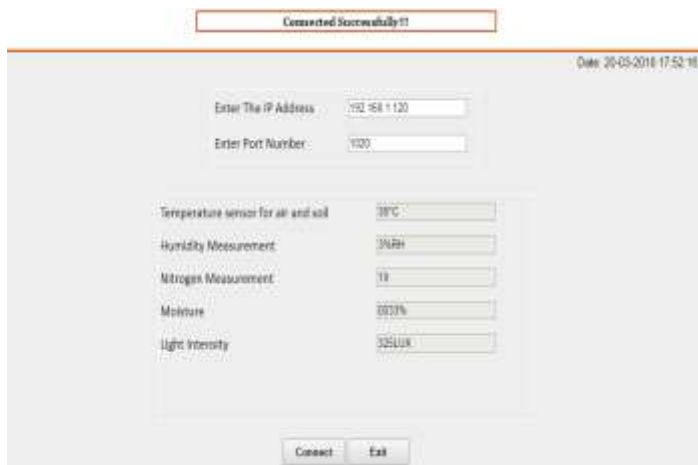 Connected Successfully!!!
Date: 20-03-2018 17:52:16
Enter The IP Address 192.168.1.120
Enter Port Number 1020
Temperature sensor for air and soil
Humidity Measurement 3%RH
Nitrogen Measurement
Moisture 0033%
Light Intensity 325LUX
Connect Exit